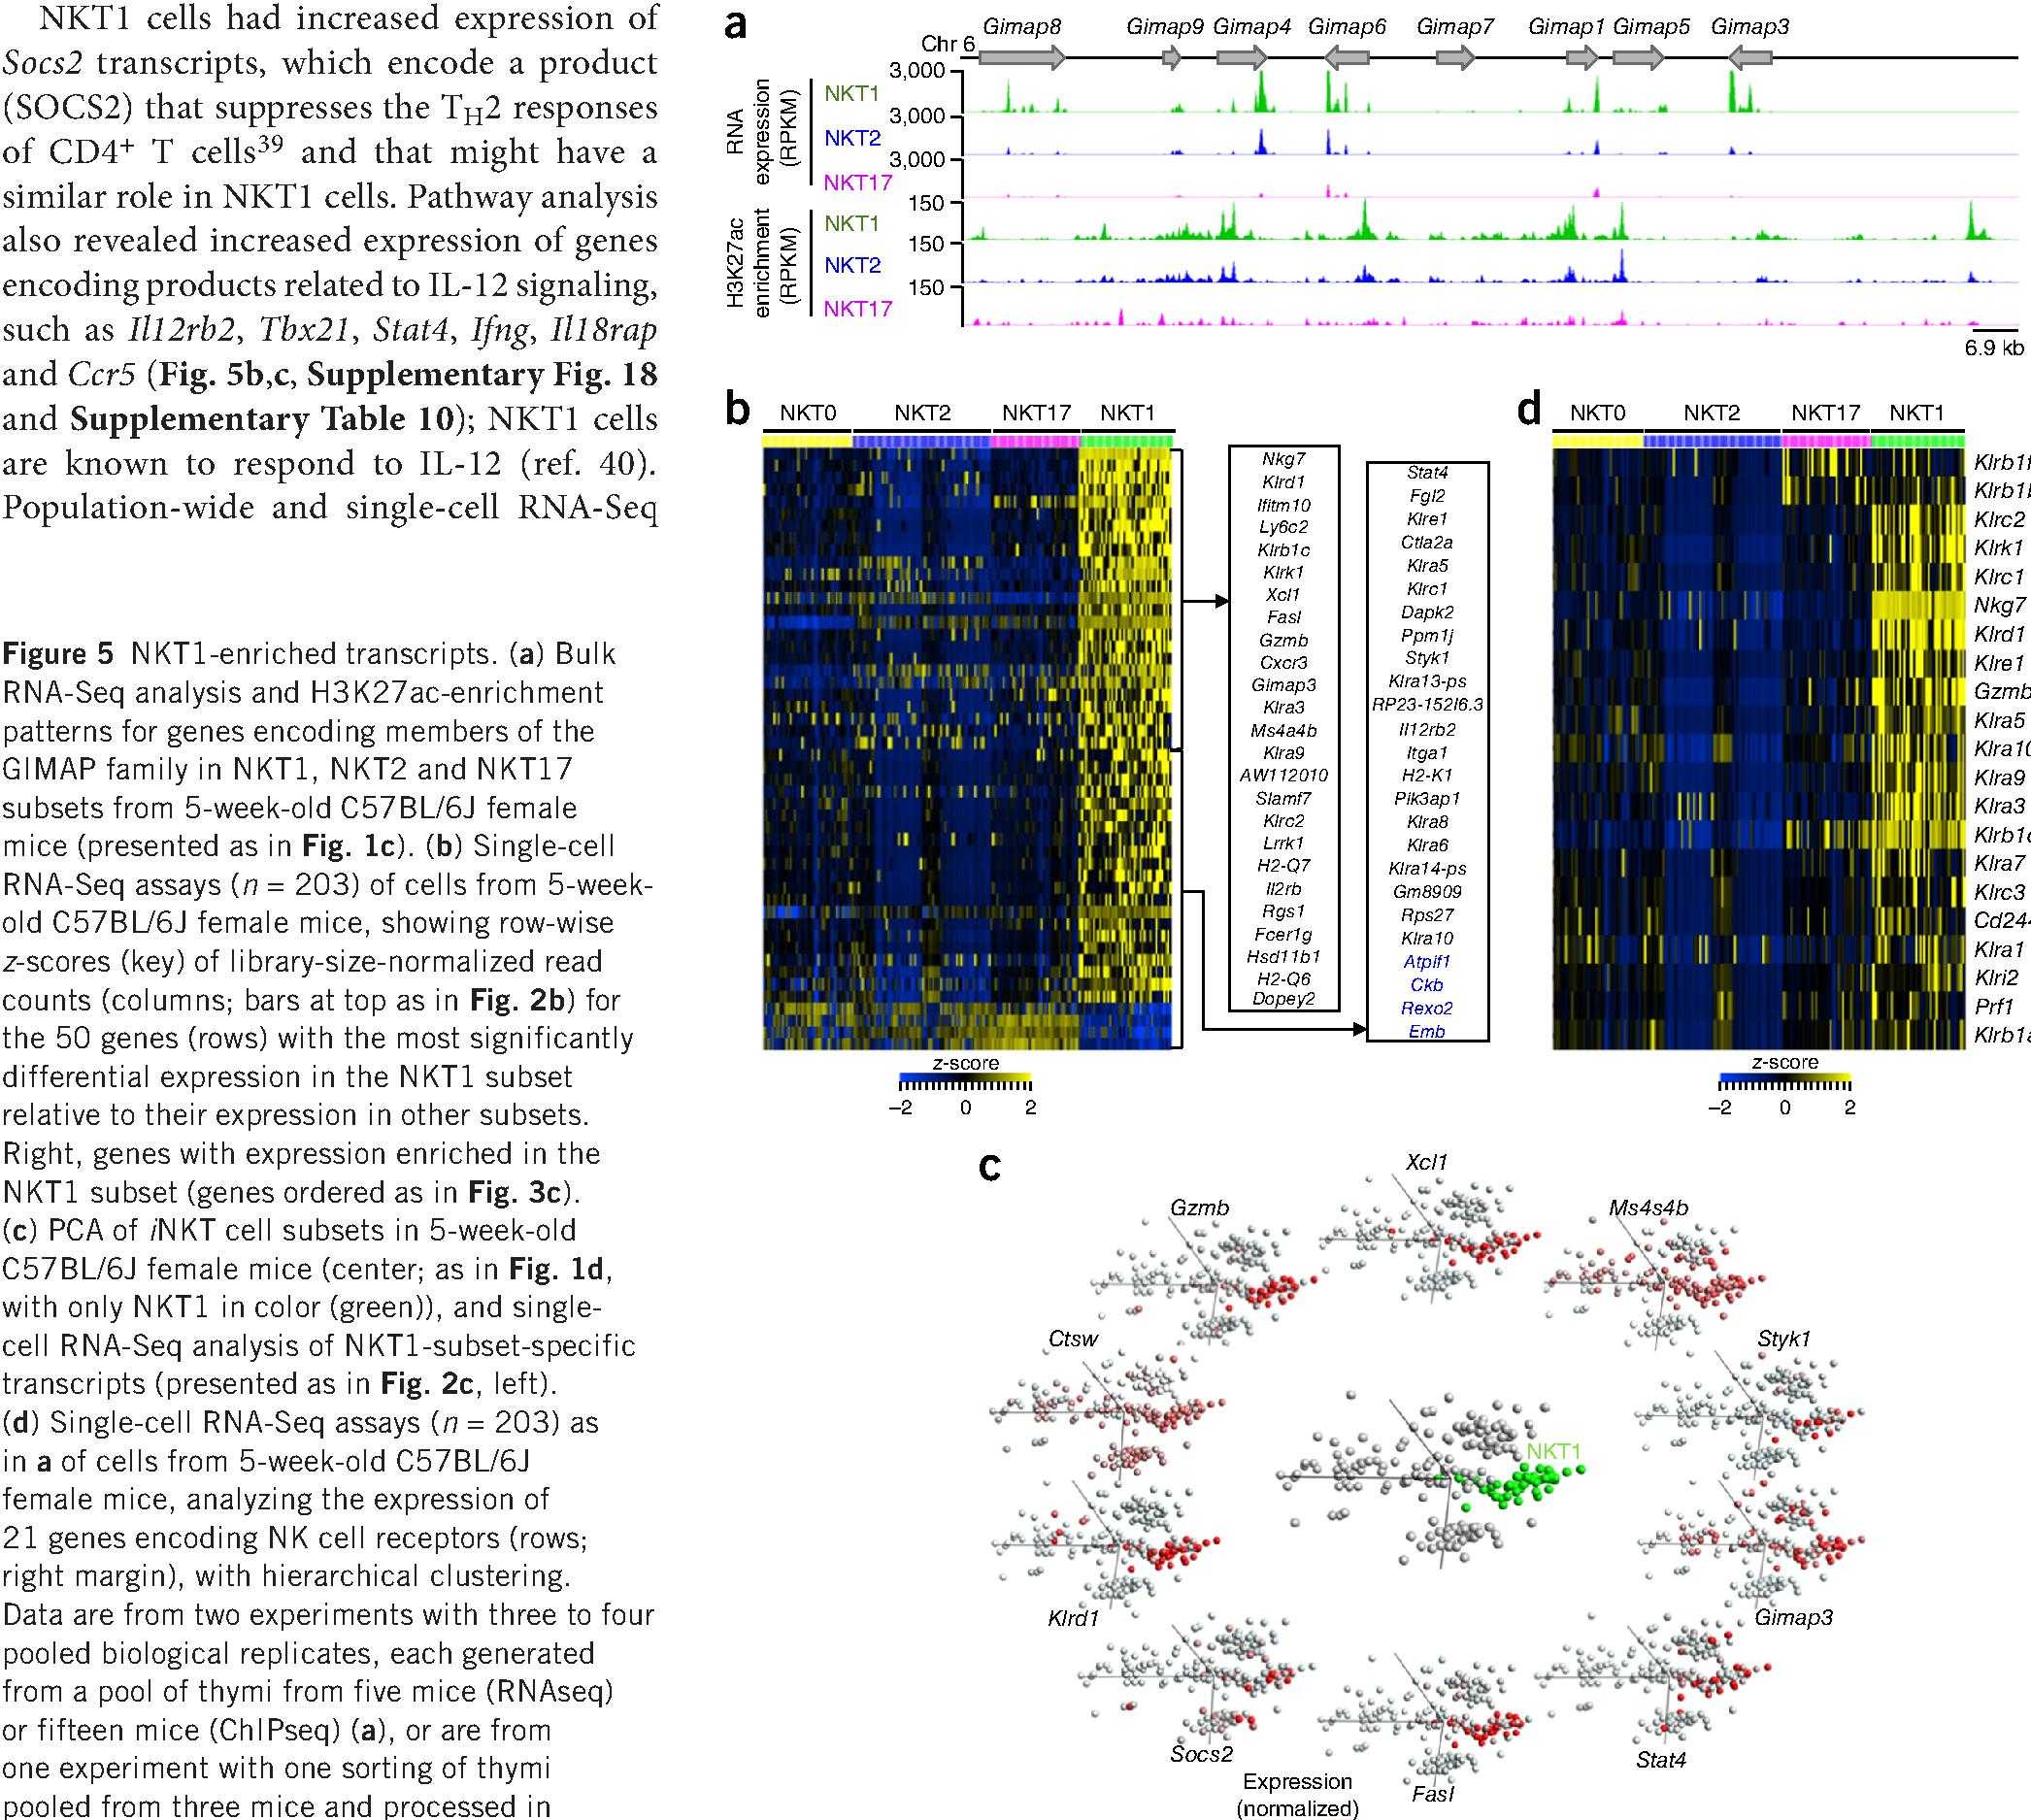 NKT1 cells had increased expression of
Socs2 transcripts, which encode a product
(SOCS2) that suppresses the TH2 responses
of CD4+ T cells39 and that might have a
similar role in NKT1 cells. Pathway analysis
also revealed increased expression of genes
encoding products related to IL-12 signaling,
such as Il12rb2, Tbx21, Stat4, Ifng, Il18rap
and Ccr5 (Fig. 5b,c, Supplementary Fig. 18
and Supplementary Table 10); NKT1 cells
are known to respond to IL-12 (ref. 40).
Population-wide and single-cell RNA-Seq
Figure 5 NKT1-enriched transcripts. (a) Bulk
RNA-Seq analysis and H3K27ac-enrichment
patterns for genes encoding members of the
GIMAP family in NKT1, NKT2 and NKT17
subsets from 5-week-old C57BL/6J female
mice (presented as in Fig. 1c). (b) Single-cell
RNA-Seq assays (n = 203) of cells from 5-week-
old C57BL/6J female mice, showing row-wise
z-scores (key) of library-size-normalized read
counts (columns; bars at top as in Fig. 2b) for
the 50 genes (rows) with the most significantly
differential expression in the NKT1 subset
relative to their expression in other subsets.
Right, genes with expression enriched in the
NKT1 subset (genes ordered as in Fig. 3c).
(c) PCA of iNKT cell subsets in 5-week-old
C57BL/6J female mice (center; as in Fig. 1d,
with only NKT1 in color (green)), and single-
cell RNA-Seq analysis of NKT1-subset-specific
transcripts (presented as in Fig. 2c, left).
(d) Single-cell RNA-Seq assays (n = 203) as
in a of cells from 5-week-old C57BL/6J
female mice, analyzing the expression of
21 genes encoding NK cell receptors (rows;
right margin), with hierarchical clustering.
Data are from two experiments with three to four
pooled biological replicates, each generated
from a pool of thymi from five mice (RNAseq)
or fifteen mice (ChIPseq) (a), or are from
one experiment with one sorting of thymi
pooled from three mice and processed in
a
Gimap8 Gimap9 Gimap4 Gimap6 Gimap7 Gimap1 Gimap5 Gimap3
Chr 6
RNA
expression
(RPKM)
3,000
NKT1
3,000
NKT2
3,000
NKT17
H3K27ac
enrichment
(RPKM)
150
NKT1
150
NKT2
150
NKT17
6.9 kb
b
NKT0 NKT2 NKT17 NKT1
Nkg7
Klrd1
Ifitm10
Ly6c2
Klrb1c
Klrk1
Xcl1
Fasl
Gzmb
Cxcr3
Gimap3
Klra3
Ms4a4b
Klra9
AW112010
Slamf7
Klrc2
Lrrk1
H2-Q7
Il2rb
Rgs1
Fcer1g
Hsd11b1
H2-Q6
Dopey2
Stat4
Fgl2
Klre1
Ctla2a
Klra5
Klrc1
Dapk2
Ppm1j
Styk1
Klra13-ps
RP23-152I6.3
Il12rb2
Itga1
H2-K1
Pik3ap1
Klra8
Klra6
Klra14-ps
Gm8909
Rps27
Klra10
Atpif1
Ckb
Rexo2
Emb
z-score
–2 0 2
d
NKT0 NKT2 NKT17 NKT1
Klrb1f
Klrb1b
Klrc2
Klrk1
Klrc1
Nkg7
Klrd1
Klre1
Gzmb
Klra5
Klra10
Klra9
Klra3
Klrb1c
Klra7
Klrc3
Cd244
Klra1
Klri2
Prf1
Klrb1a
z-score
–2 0 2
c
Xcl1
Gzmb
Ms4s4b
Ctsw
Styk1
NKT1
Klrd1
Gimap3
Socs2
Stat4
Fasl
Expression
(normalized)